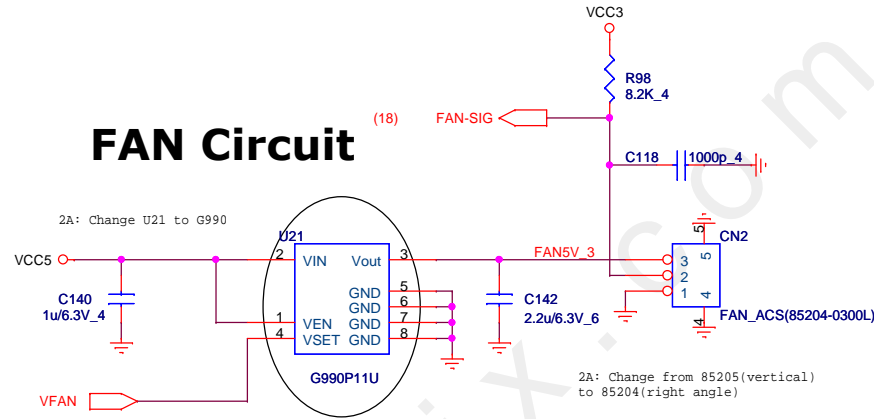 VCC3
R98
8.2K_4
(18) FAN-SIG
FAN Circuit
C118 1000p_4
2A: Change U21 to G990
U21
5
CN2
VCC5
2 VIN Vout 3
FAN5V_3
3 5
2
1 4
C140
1u/6.3V_4
GND 5
GND 6
1 VEN GND 7
4 VSET GND 8
C142
2.2u/6.3V_6
4
FAN_ACS(85204-0300L)
G990P11U
VFAN
2A: Change from 85205(vertical)
to 85204(right angle)